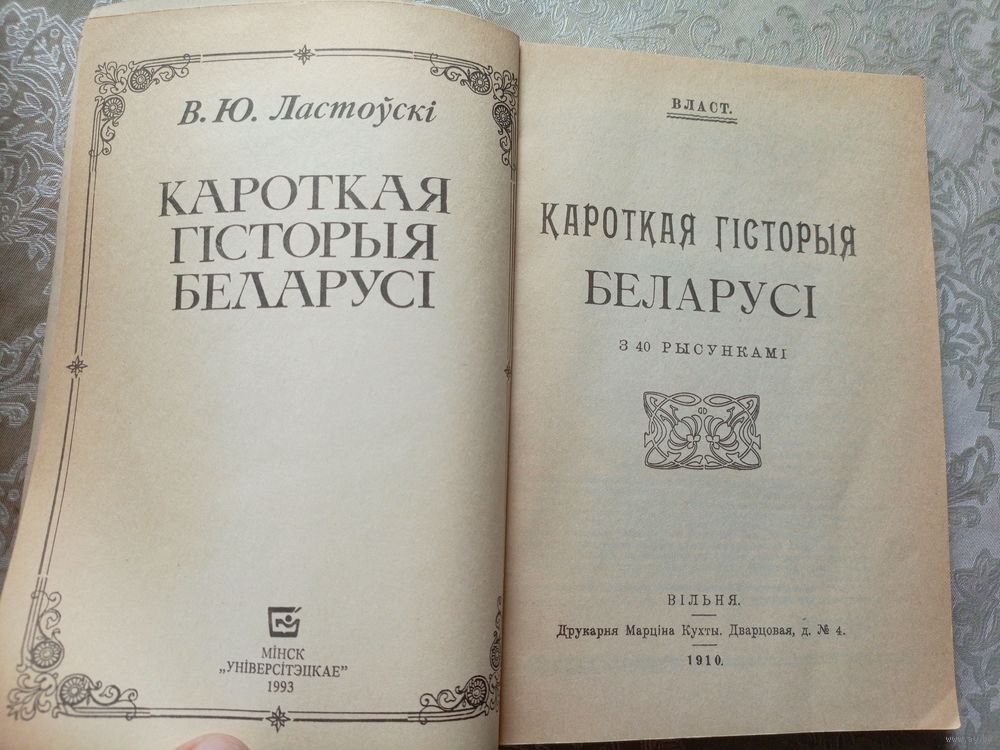 В. Ю. Ластоўскі
КАРОТКАЯ
ГІСТОРЫЯ
БЕЛАРУСІ
МІНСК
„УНІВЕРСІТЭЦКАЕ”
1993
ВЛАСТ.
КАРОТКАЯ ГІСТОРЫЯ
БЕЛАРУСІ
З 40 РЫСУНКАМІ
ВІЛЬНЯ.
Друкарня Марціна Кухты. Дварцовая, д. № 4.
1910.